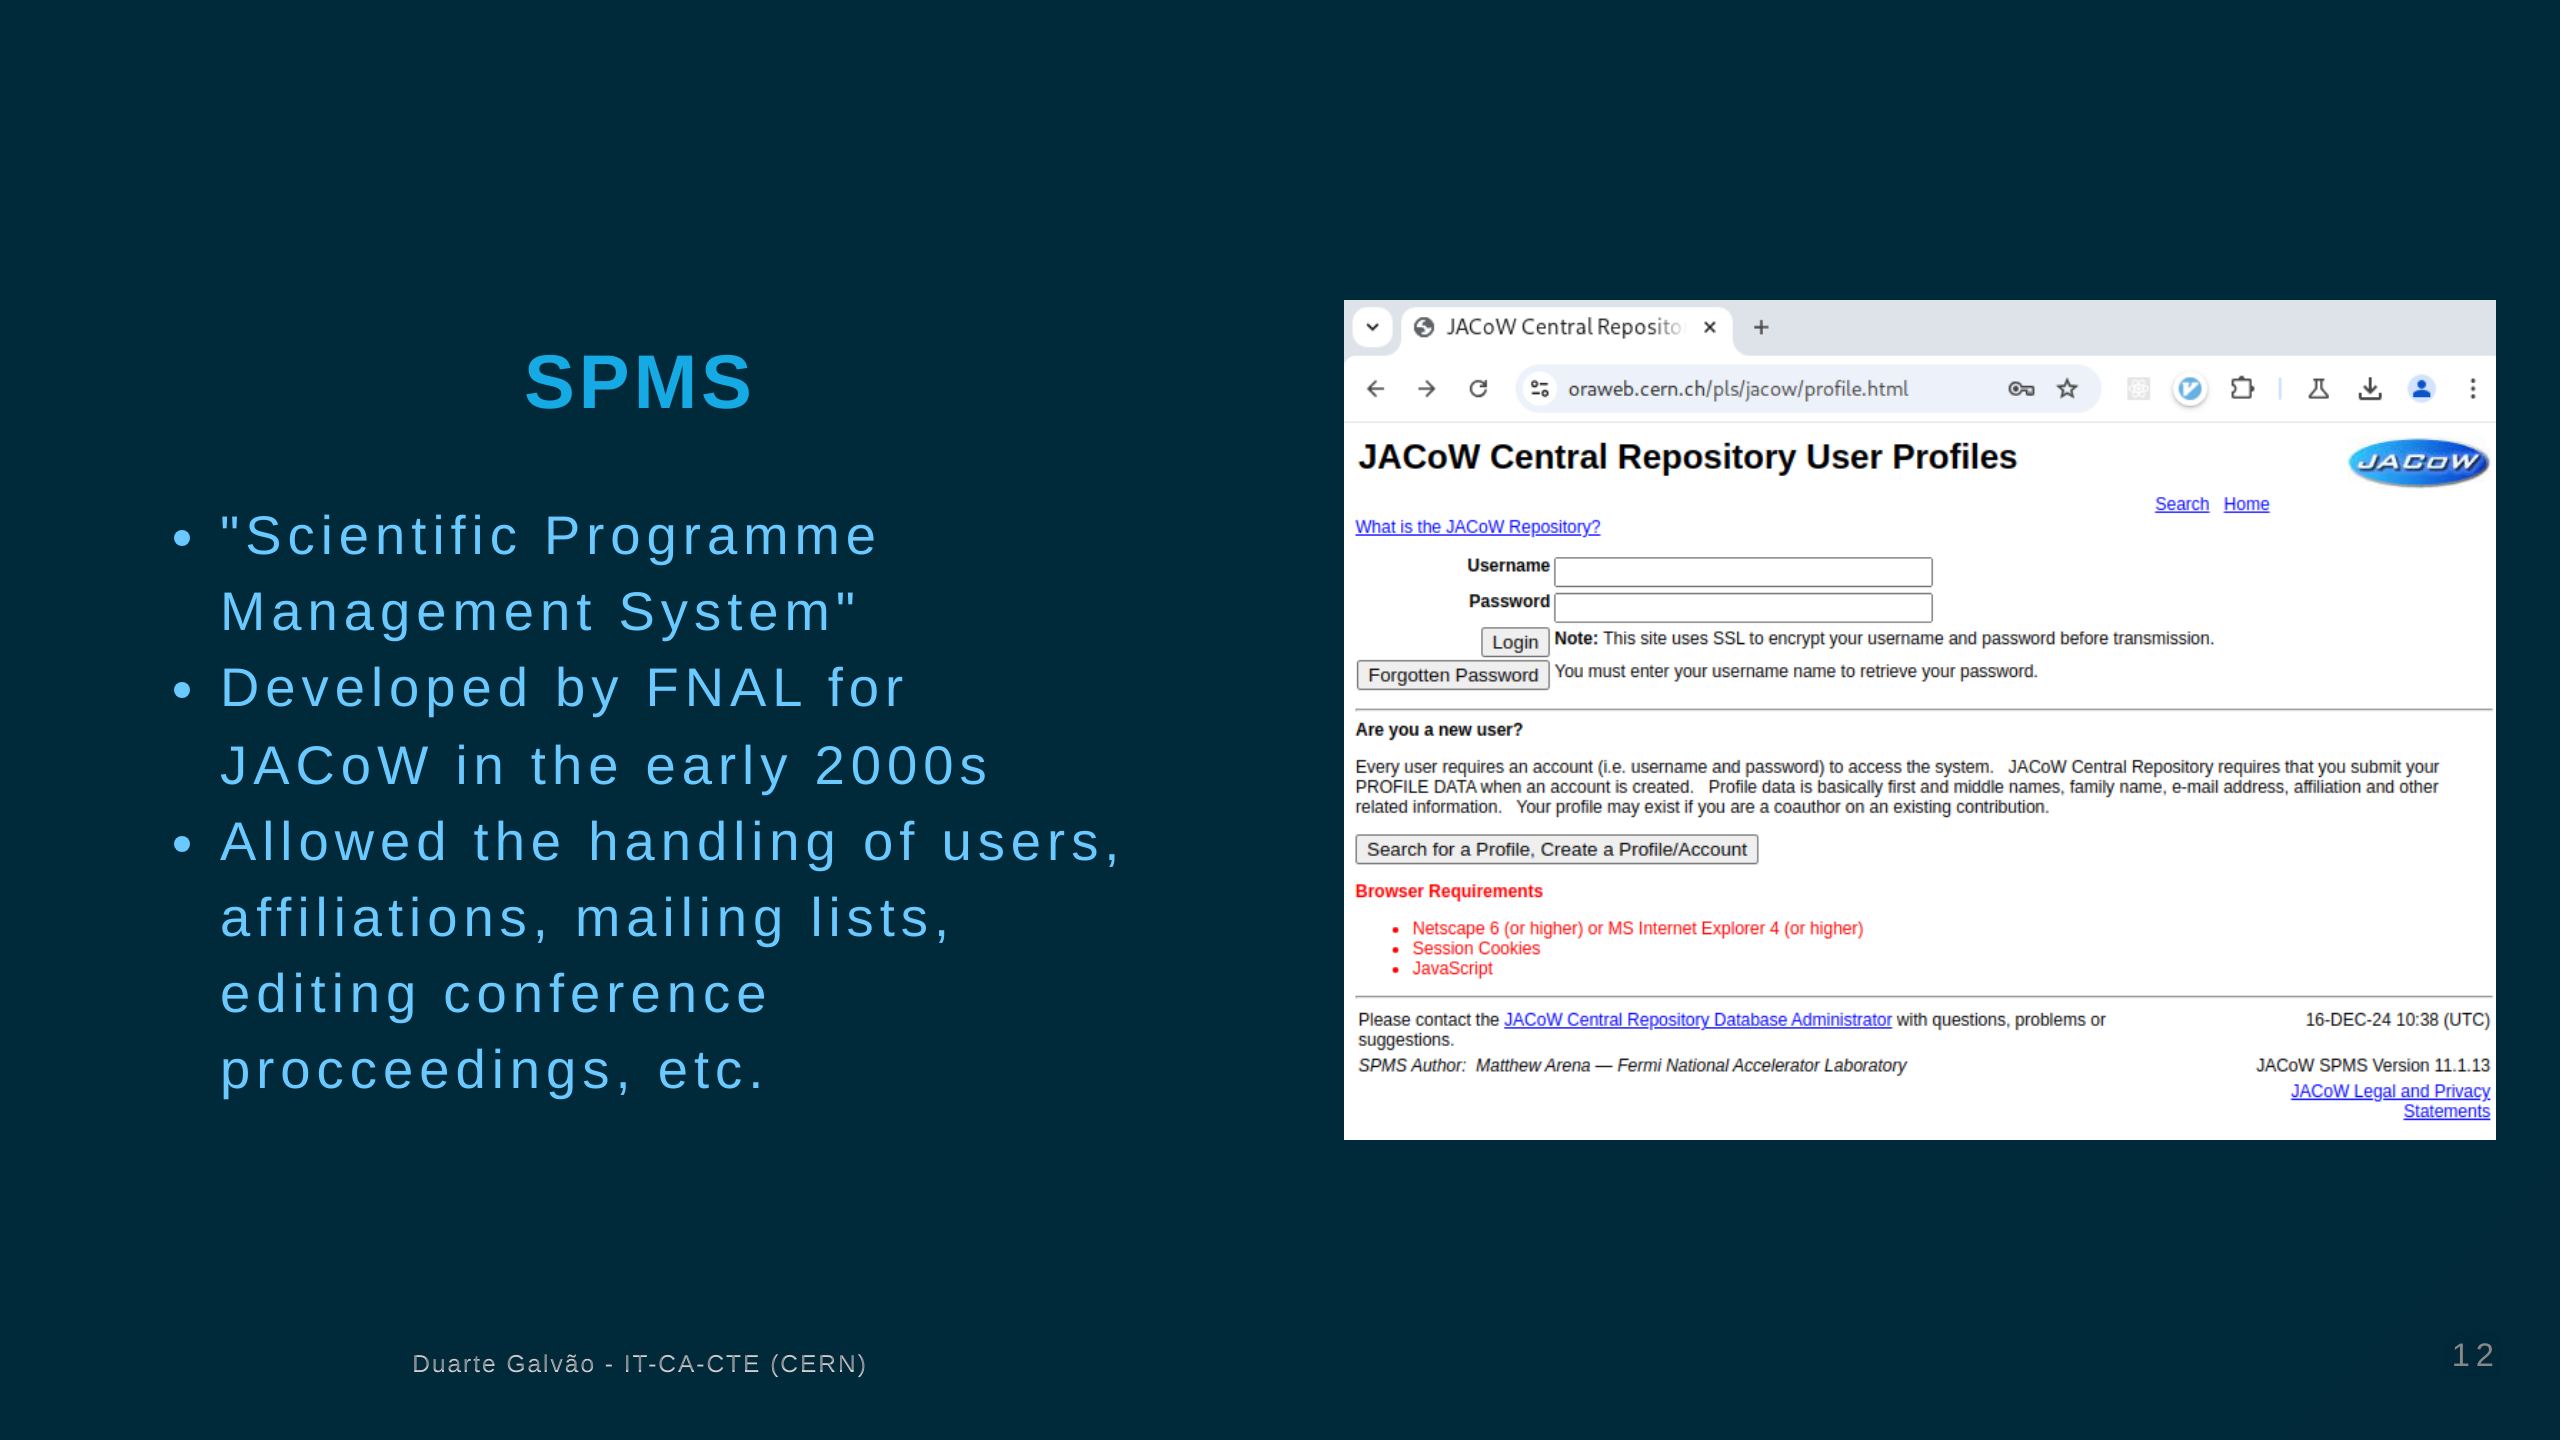 SPMS
"Scientific Programme
Management System"
Developed by FNAL for
JACoW in the early 2000s
Allowed the handling of users,
affiliations, mailing lists,
editing conference
procceedings, etc.
JACoW Central Reposito
oraweb.cern.ch/pls/jacow/profile.html
JACoW Central Repository User Profiles
JACoW
Search Home
What is the JACoW Repository?
Username
Password
Login Note: This site uses SSL to encrypt your username and password before transmission.
Forgotten Password You must enter your username name to retrieve your password.
Are you a new user?
Every user requires an account (i.e. username and password) to access the system. JACoW Central Repository requires that you submit your
PROFILE DATA when an account is created. Profile data is basically first and middle names, family name, e-mail address, affiliation and other
related information. Your profile may exist if you are a coauthor on an existing contribution.
Search for a Profile, Create a Profile/Account
Browser Requirements
Netscape 6 (or higher) or MS Internet Explorer 4 (or higher)
Session Cookies
JavaScript
Please contact the JACoW Central Repository Database Administrator with questions, problems or
suggestions.
16-DEC-24 10:38 (UTC)
SPMS Author: Matthew Arena — Fermi National Accelerator Laboratory
JACoW SPMS Version 11.1.13
JACoW Legal and Privacy
Statements
Duarte Galvão - IT-CA-CTE (CERN)
12